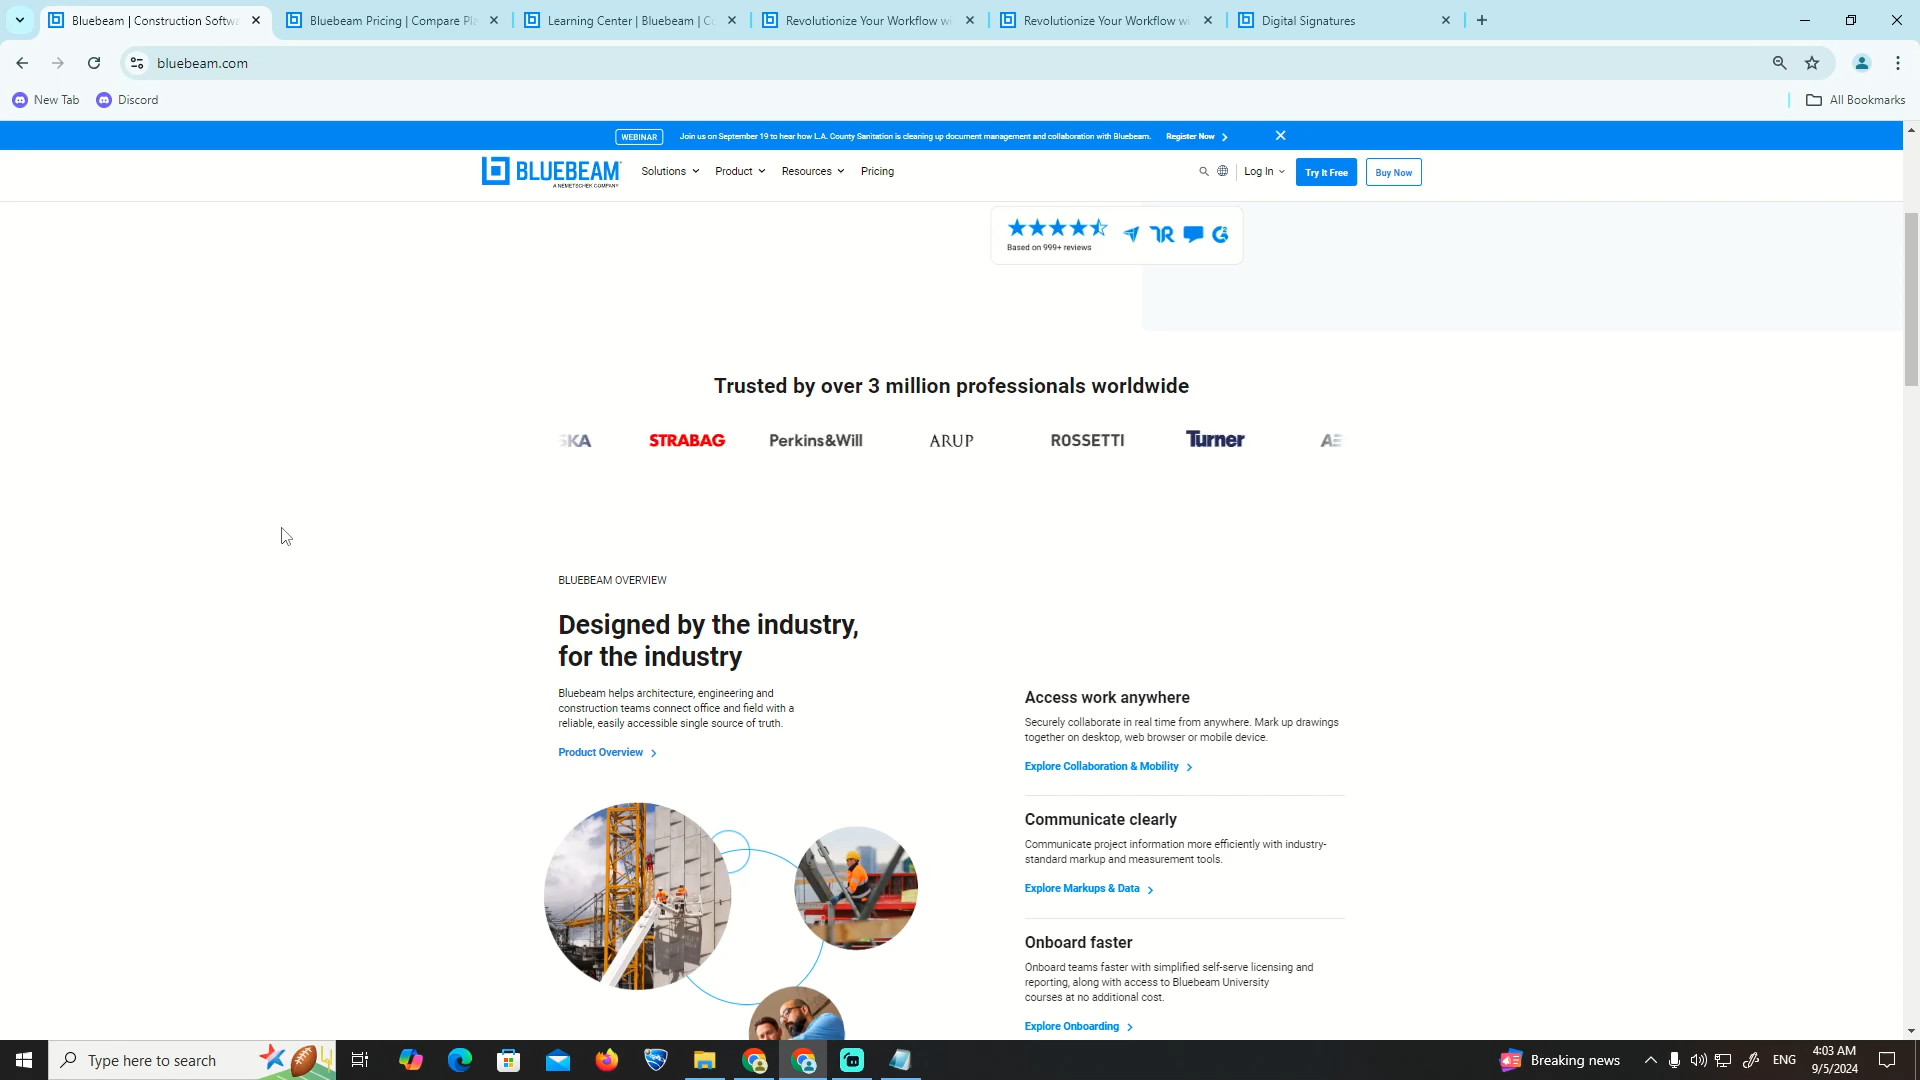 Bluebeam | Construction Softwa
Bluebeam Pricing | Compare Pla
Learning Center | Bluebeam | Co
Revolutionize Your Workflow wi
Revolutionize Your Workflow wi
Digital Signatures
bluebeam.com
New Tab
Discord
All Bookmarks
WEBINAR
Join us on September 19 to hear how L.A. County Sanitation is cleaning up document management and collaboration with Bluebeam.
Register Now
BLUEBEAM
A NEMETSCHEK COMPANY
Solutions
Product
Resources
Pricing
Log In
Try It Free
Buy Now
Based on 999+ reviews
Trusted by over 3 million professionals worldwide
SKA
STRABAG
Perkins&Will
ARUP
ROSSETTI
Turner
AE
BLUEBEAM OVERVIEW
Designed by the industry,
for the industry
Bluebeam helps architecture, engineering and
construction teams connect office and field with a
reliable, easily accessible single source of truth.
Product Overview
Access work anywhere
Securely collaborate in real time from anywhere. Mark up drawings
together on desktop, web browser or mobile device.
Explore Collaboration & Mobility
Communicate clearly
Communicate project information more efficiently with industry-
standard markup and measurement tools.
Explore Markups & Data
Onboard faster
Onboard teams faster with simplified self-serve licensing and
reporting, along with access to Bluebeam University
courses at no additional cost.
Explore Onboarding
Type here to search
Breaking news
ENG
4:03 AM
9/5/2024